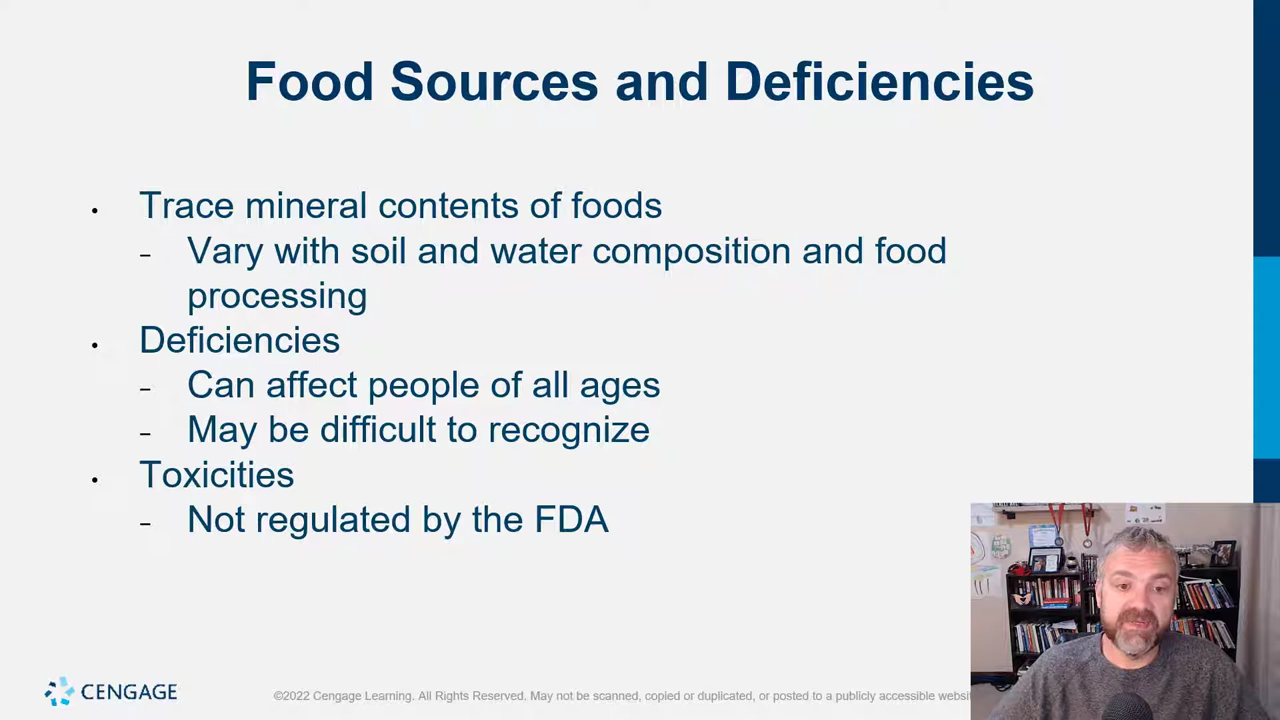 Food Sources and Deficiencies
• Trace mineral contents of foods
– Vary with soil and water composition and food
processing
• Deficiencies
– Can affect people of all ages
– May be difficult to recognize
• Toxicities
– Not regulated by the FDA
CENGAGE
©2022 Cengage Learning. All Rights Reserved. May not be scanned, copied or duplicated, or posted to a publicly accessible